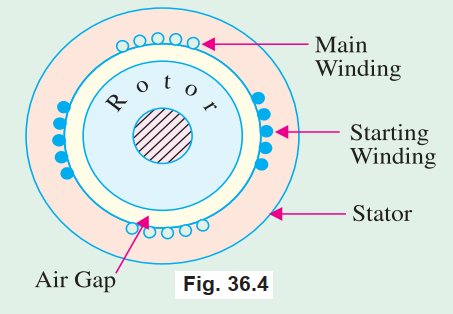 Main
Winding
Rotor
Starting
Winding
Stator
Air Gap
Fig. 36.4